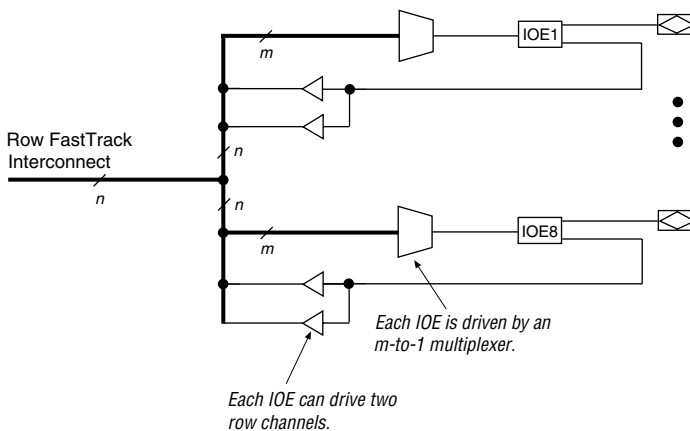 m
IOE1
n
Row FastTrack
Interconnect
n
n
m
IOE8
Each IOE is driven by an
m-to-1 multiplexer.
Each IOE can drive two
row channels.